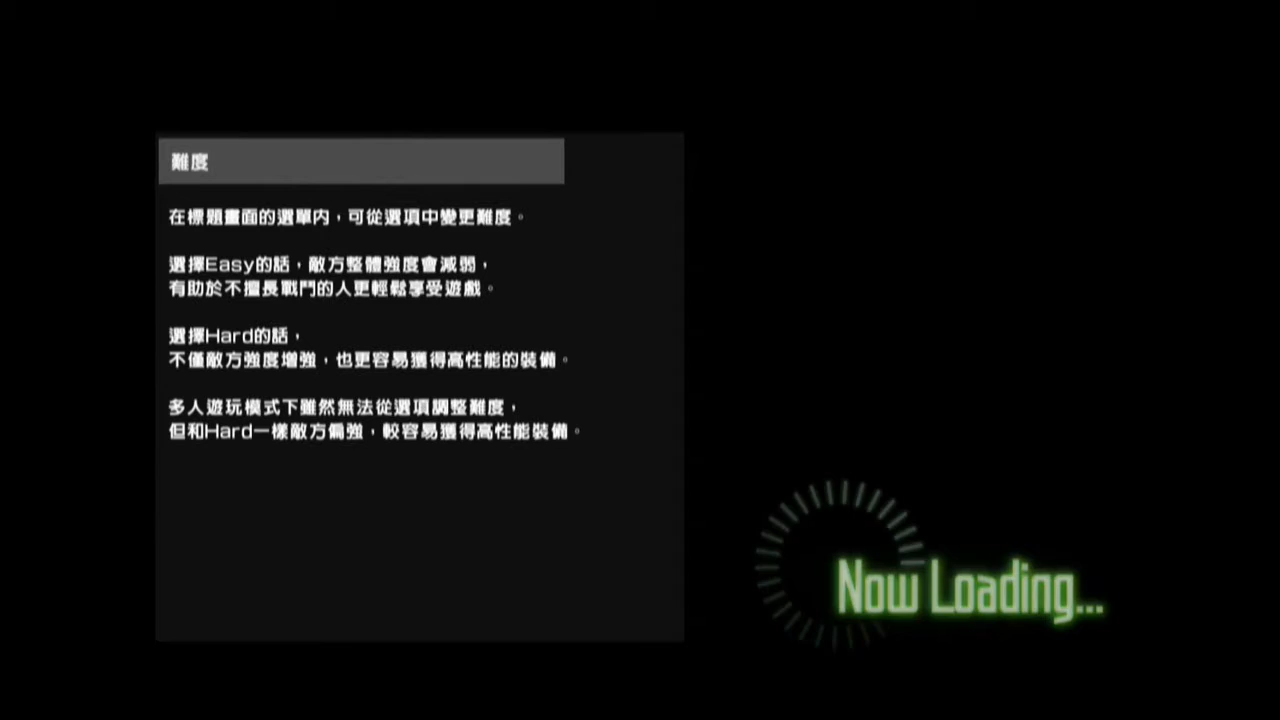 難度
在標題畫面的選單内，可從選項中變更難度。
選擇Easy的話，敵方整體強度會減弱，
有助於不擅長戰鬥的人更輕鬆享受遊戲。
選擇Hard的話，
不僅敵方強度增強，也更容易獲得高性能的裝備。
多人遊玩模式下雖然無法從選項調整難度，
但和Hard一樣敵方偏強，較容易獲得高性能裝備。
Now Loading...